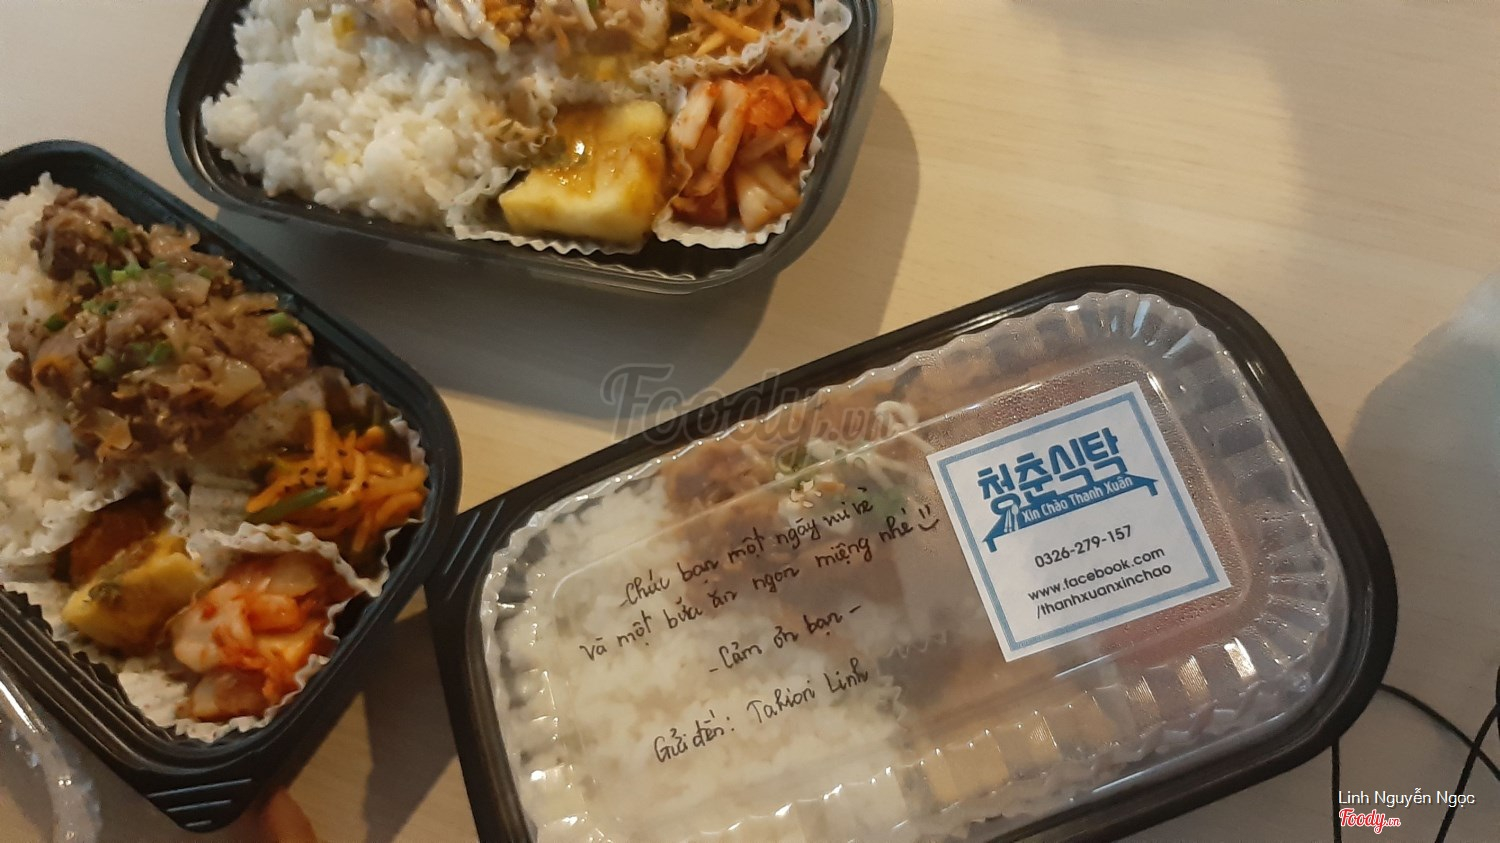 Foody.vn
-Chúc bạn một ngày vui vẻ
và một bữa ăn ngon miệng nhé
-Cảm ơn bạn-
Gửi đến: Takiori Linh
청춘식탁
Xin Chào Thanh Xuân
0326-279-157
www.facebook.com
/thanhxuanxinchao
Linh Nguyễn Ngọc
Foody.vn